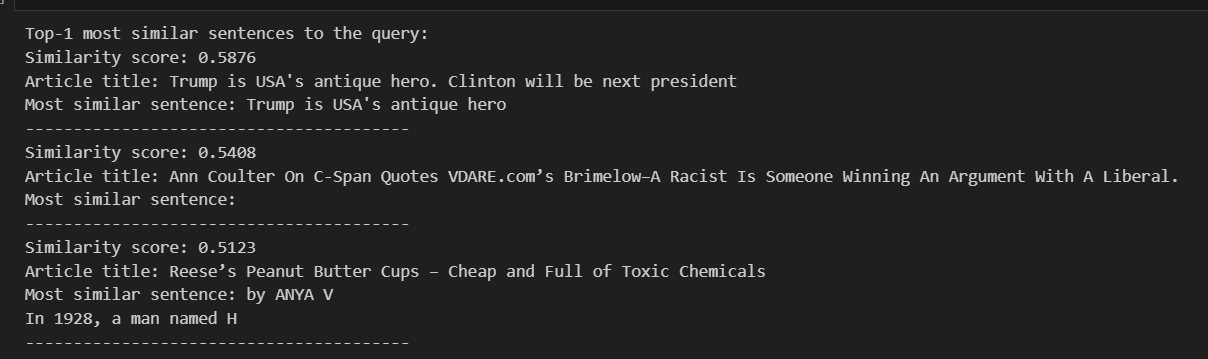 Top-1 most similar sentences to the query:
Similarity score: 0.5876
Article title: Trump is USA's antique hero. Clinton will be next president
Most similar sentence: Trump is USA's antique hero
----------------------------------------
Similarity score: 0.5408
Article title: Ann Coulter On C-Span Quotes VDARE.com’s Brimelow—A Racist Is Someone Winning An Argument With A Liberal.
Most similar sentence:
----------------------------------------
Similarity score: 0.5123
Article title: Reese’s Peanut Butter Cups – Cheap and Full of Toxic Chemicals
Most similar sentence: by ANYA V
In 1928, a man named H
----------------------------------------